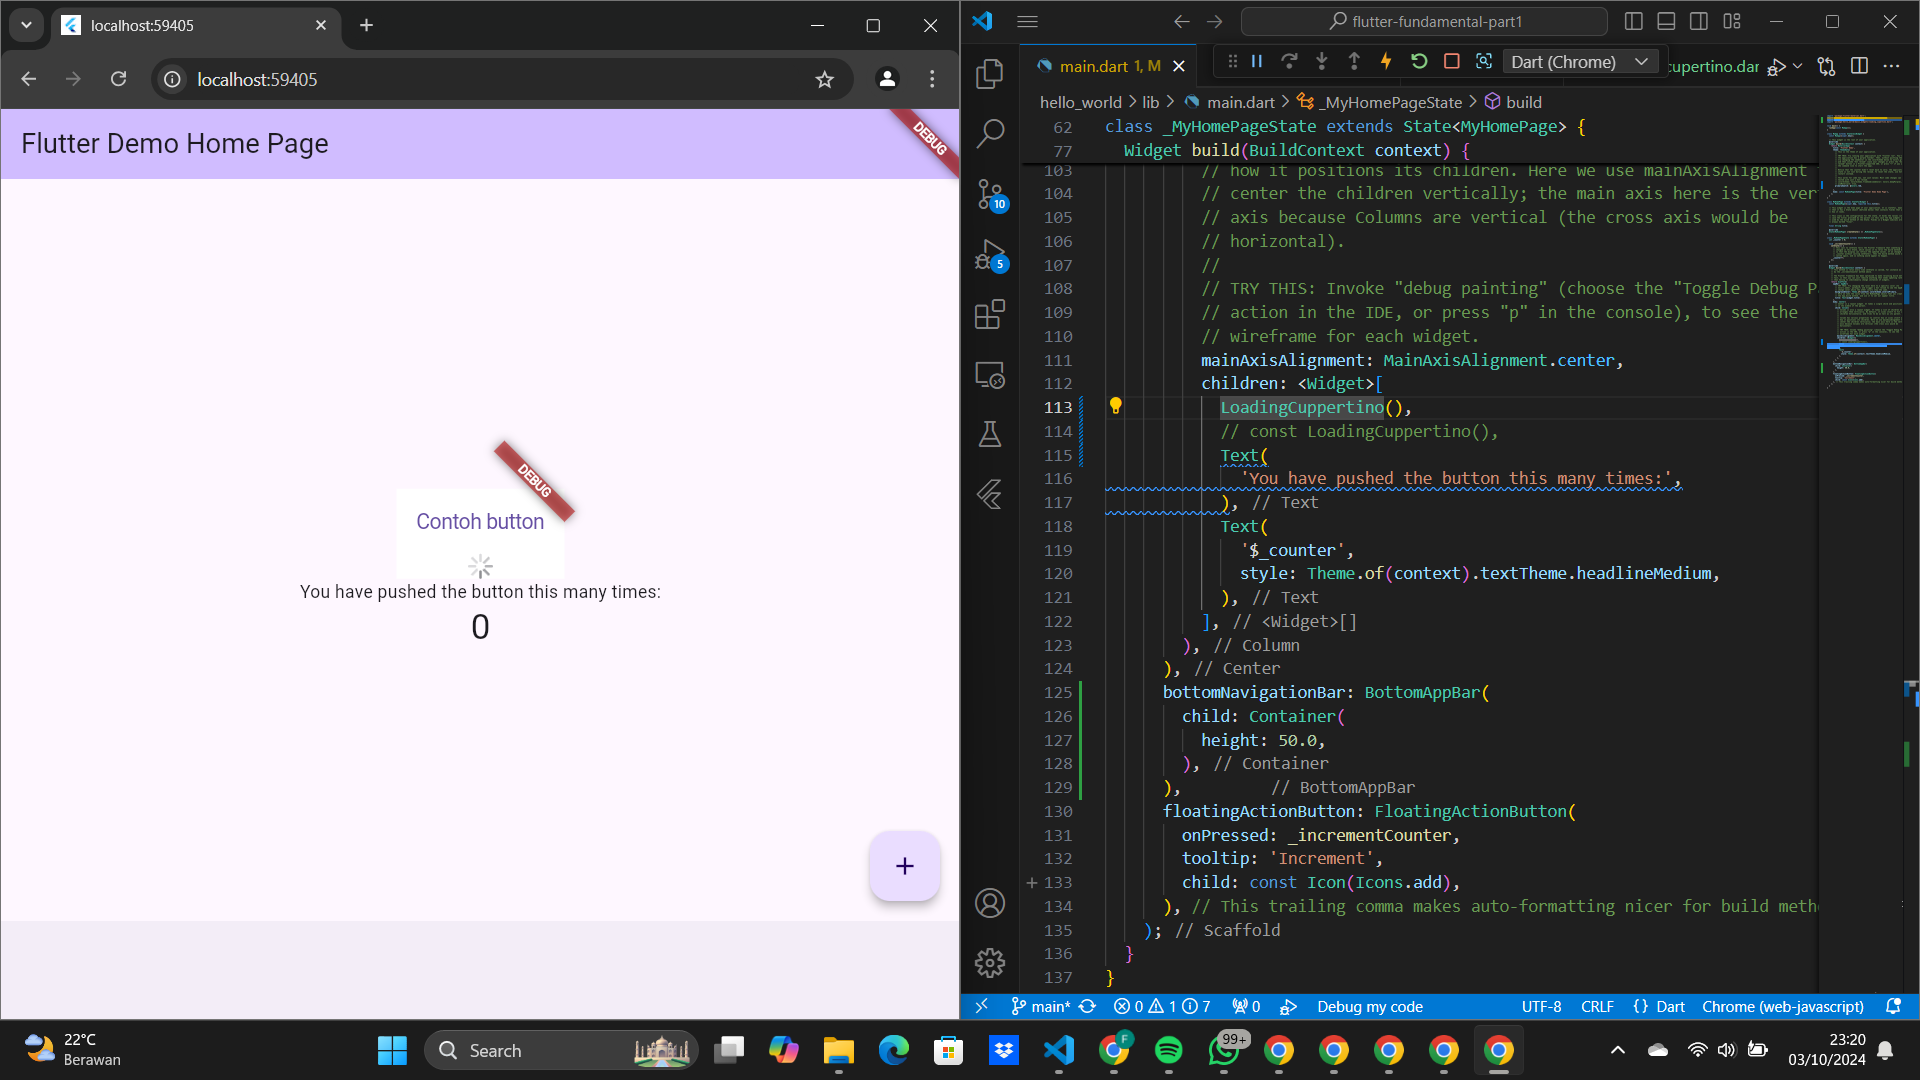 localhost:59405
localhost:59405
Flutter Demo Home Page
DEBUG
DEBUG
Contoh button
You have pushed the button this many times:
0
flutter-fundamental-part1
main.dart 1, M
Dart (Chrome)
cupertino.dar
hello_world > lib > main.dart > _MyHomePageState > build
62 class _MyHomePageState extends State<MyHomePage> {
77 Widget build(BuildContext context) {
103 // how it positions its children. Here we use mainAxisAlignment
104 // center the children vertically; the main axis here is the ver
105 // axis because Columns are vertical (the cross axis would be
106 // horizontal).
107 //
108 // TRY THIS: Invoke "debug painting" (choose the "Toggle Debug P
109 // action in the IDE, or press "p" in the console), to see the
110 // wireframe for each widget.
111 mainAxisAlignment: MainAxisAlignment.center,
112 children: <Widget>[
113 LoadingCuppertino(),
114 // const LoadingCuppertino(),
115 Text(
116 'You have pushed the button this many times:',
117 ), // Text
118 Text(
119 '$_counter',
120 style: Theme.of(context).textTheme.headlineMedium,
121 ), // Text
122 ], // <Widget>[]
123 ), // Column
124 ), // Center
125 bottomNavigationBar: BottomAppBar(
126 child: Container(
127 height: 50.0,
128 ), // Container
129 ), // BottomAppBar
130 floatingActionButton: FloatingActionButton(
131 onPressed: _incrementCounter,
132 tooltip: 'Increment',
133 child: const Icon(Icons.add),
134 ), // This trailing comma makes auto-formatting nicer for build meth
135 ); // Scaffold
136 }
137 }
10
5
main* 0 1 7 0 Debug my code UTF-8 CRLF {} Dart Chrome (web-javascript)
22°C
Berawan
Search
F
99+
23:20
03/10/2024